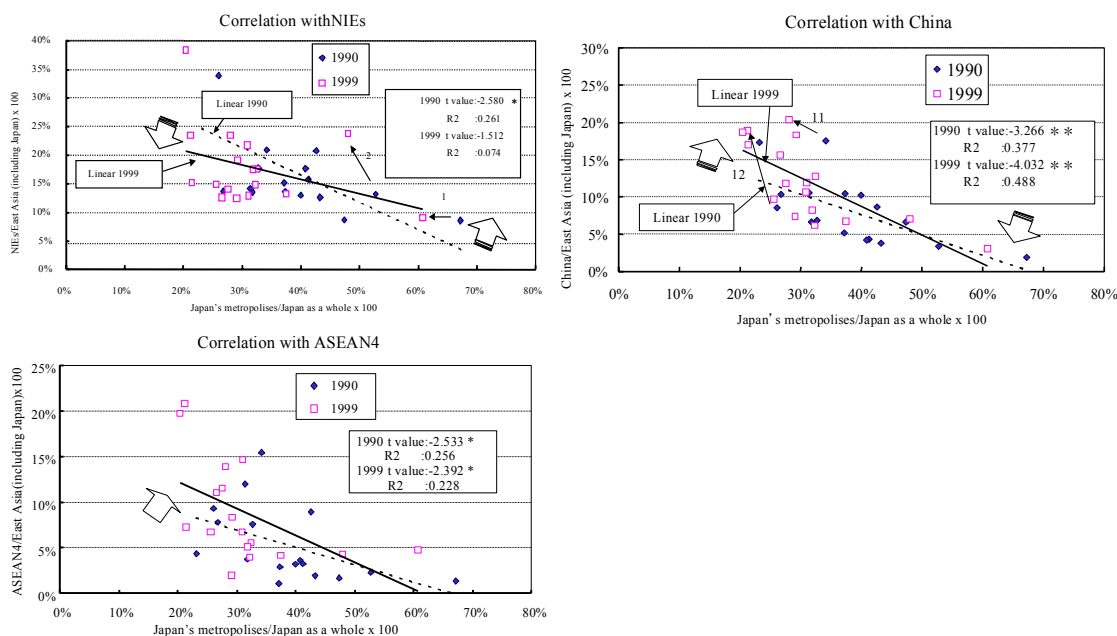 Correlation withNIEs
40%
35%
30%
25%
20%
15%
10%
5%
0%
NIEs/East Asia (including Japan) x 100
1990
1999
Linear 1990
Linear 1999
1990 t value:-2.580 *
R2 :0.261
1999 t value:-1.512
R2 :0.074
2
1
0% 10% 20% 30% 40% 50% 60% 70% 80%
Japan's metropolises/Japan as a whole x 100
Correlation with China
30%
25%
20%
15%
10%
5%
0%
China/East Asia (including Japan) x 100
1990
1999
Linear 1999
11
12
Linear 1990
1990 t value:-3.266 * *
R2 :0.377
1999 t value:-4.032 * *
R2 :0.488
0% 10% 20% 30% 40% 50% 60% 70% 80%
Japan's metropolises/Japan as a whole x 100
Correlation with ASEAN4
25%
20%
15%
10%
5%
0%
ASEAN4/East Asia(including Japan)x100
1990
1999
1990 t value:-2.533 *
R2 :0.256
1999 t value:-2.392 *
R2 :0.228
0% 10% 20% 30% 40% 50% 60% 70% 80%
Japan's metropolises/Japan as a whole x 100